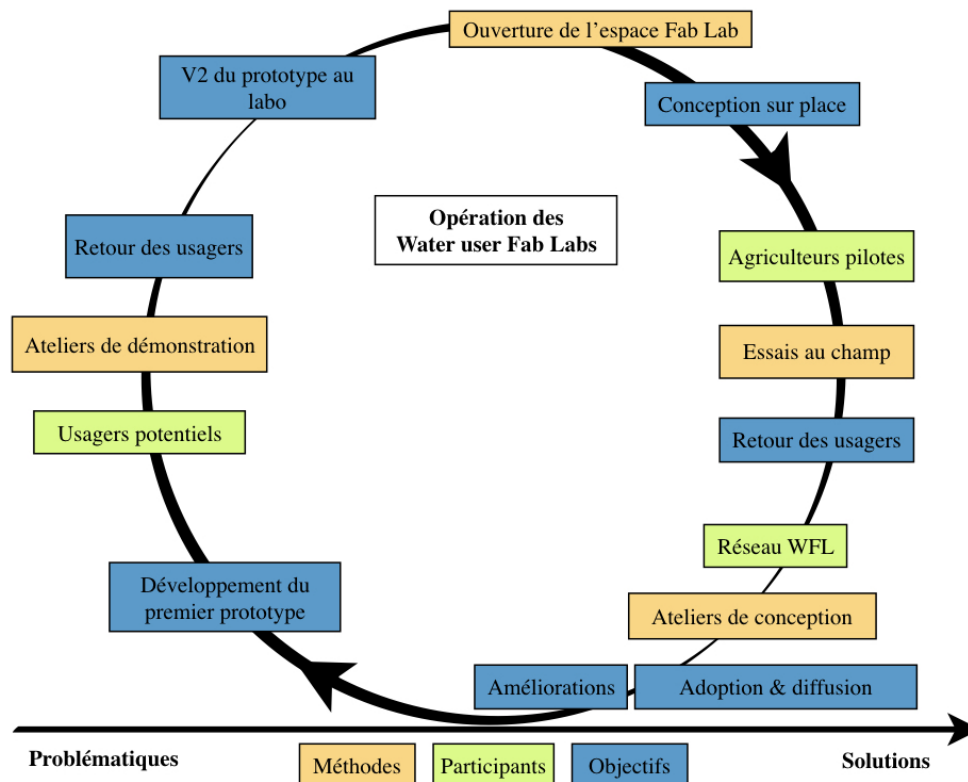 Ouverture de l’espace Fab Lab
V2 du prototype au
labo
Conception sur place
Opération des
Water user Fab Labs
Retour des usagers
Agriculteurs pilotes
Ateliers de démonstration
Essais au champ
Usagers potentiels
Retour des usagers
Réseau WFL
Développement du
premier prototype
Ateliers de conception
Améliorations
Adoption & diffusion
Problématiques
Solutions
Méthodes
Participants
Objectifs